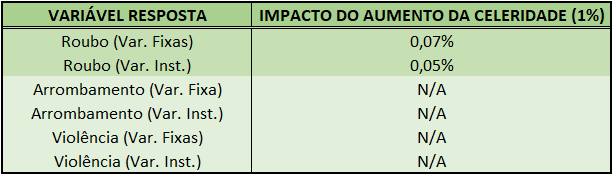 VARIÁVEL RESPOSTA IMPACTO DO AUMENTO DA CELERIDADE (1%)
Roubo (Var. Fixas) 0,07%
Roubo (Var. Inst.) 0,05%
Arrombamento (Var. Fixa) N/A
Arrombamento (Var. Inst.) N/A
Violência (Var. Fixas) N/A
Violência (Var. Inst.) N/A